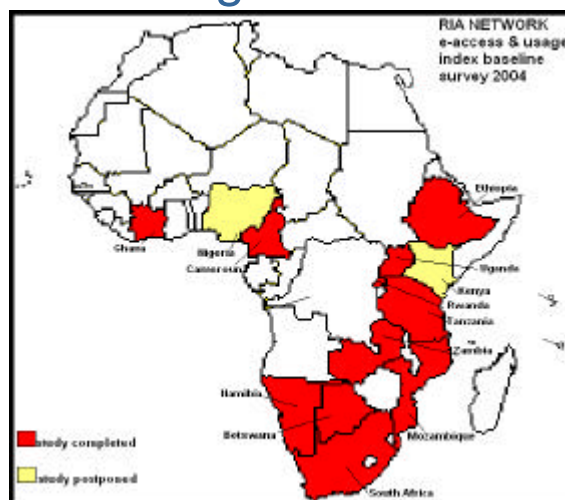 RIA NETWORK
e-access & usage
index baseline
survey 2004
Ethiopia
Ghana
Nigeria
Cameroun
Uganda
Kenya
Rwanda
Tanzania
Zambia
Namibia
Botswana
Mozambique
South Africa
study completed
study postponed